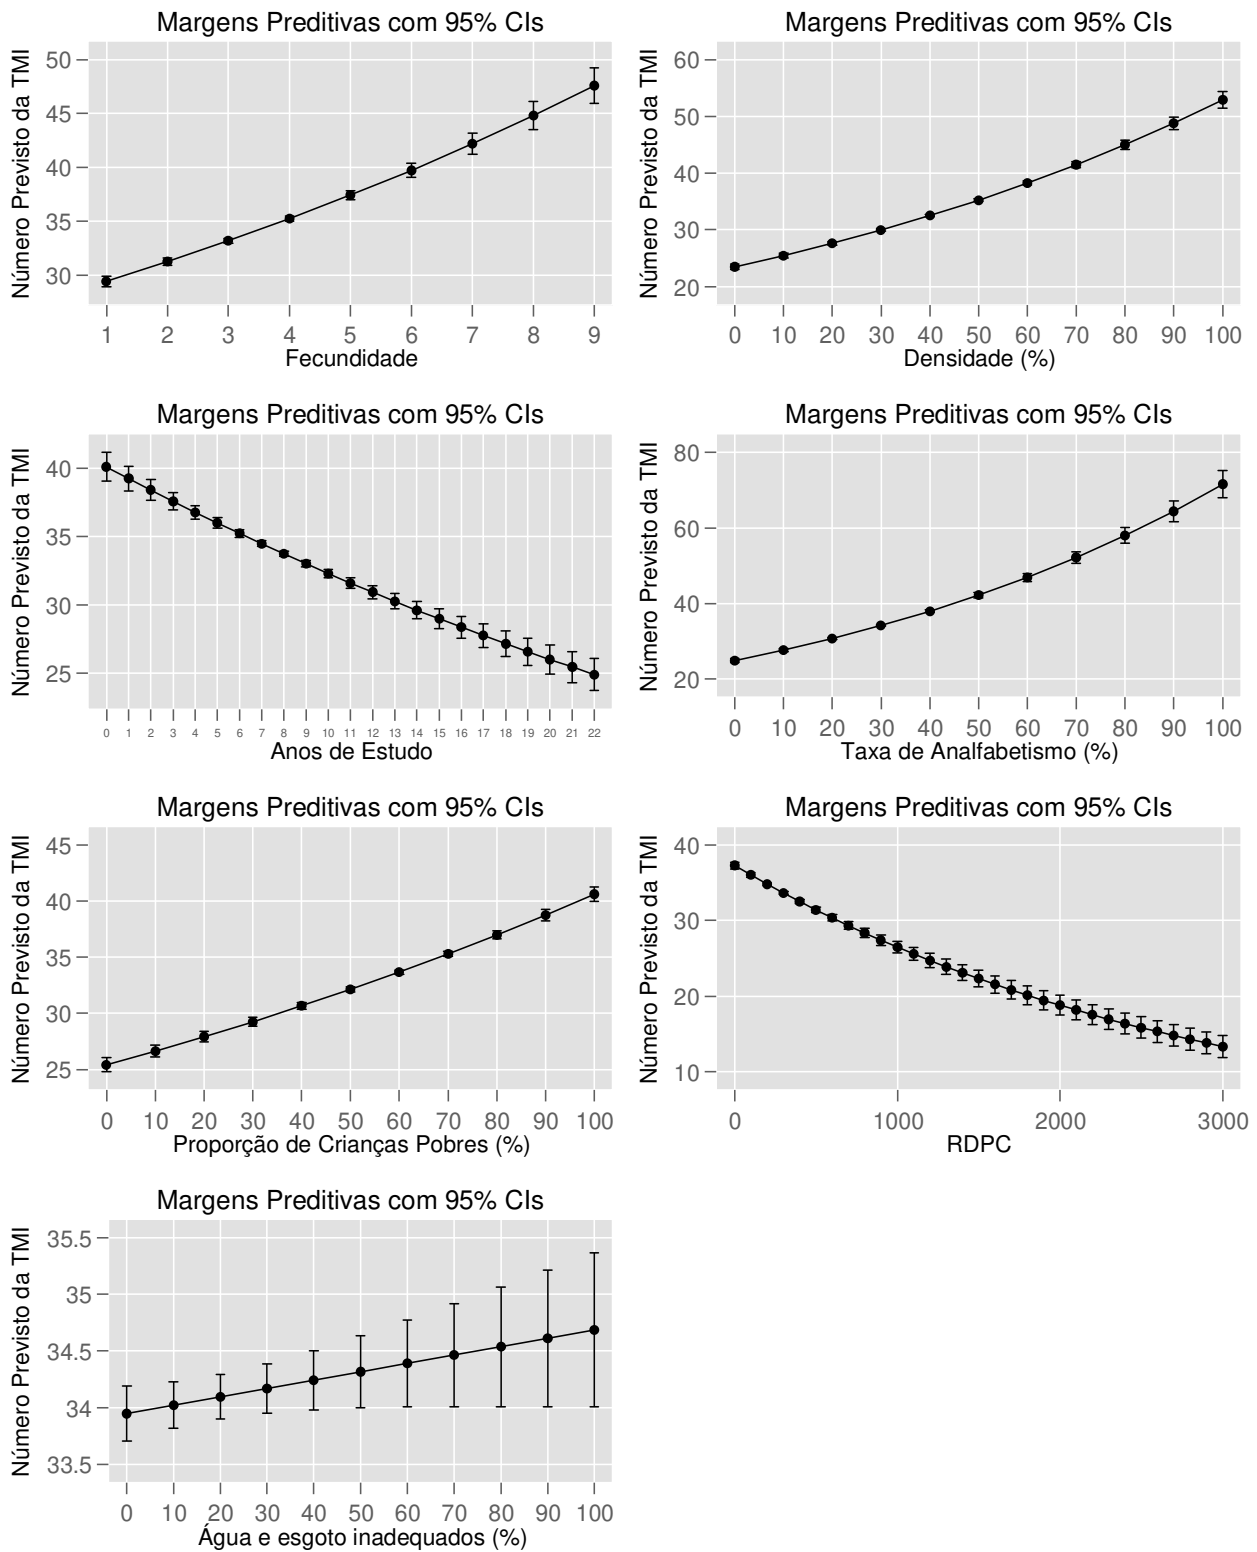 Margens Preditivas com 95% CIs
Número Previsto da TMI
50
45
40
35
30
1 2 3 4 5 6 7 8 9
Fecundidade
Margens Preditivas com 95% CIs
Número Previsto da TMI
60
50
40
30
20
0 10 20 30 40 50 60 70 80 90 100
Densidade (%)
Margens Preditivas com 95% CIs
Número Previsto da TMI
40
35
30
25
0 1 2 3 4 5 6 7 8 9 10 11 12 13 14 15 16 17 18 19 20 21 22
Anos de Estudo
Margens Preditivas com 95% CIs
Número Previsto da TMI
80
60
40
20
0 10 20 30 40 50 60 70 80 90 100
Taxa de Analfabetismo (%)
Margens Preditivas com 95% CIs
Número Previsto da TMI
45
40
35
30
25
0 10 20 30 40 50 60 70 80 90 100
Proporção de Crianças Pobres (%)
Margens Preditivas com 95% CIs
Número Previsto da TMI
40
30
20
10
0 1000 2000 3000
RDPC
Margens Preditivas com 95% CIs
Número Previsto da TMI
35.5
35
34.5
34
33.5
0 10 20 30 40 50 60 70 80 90 100
Água e esgoto inadequados (%)